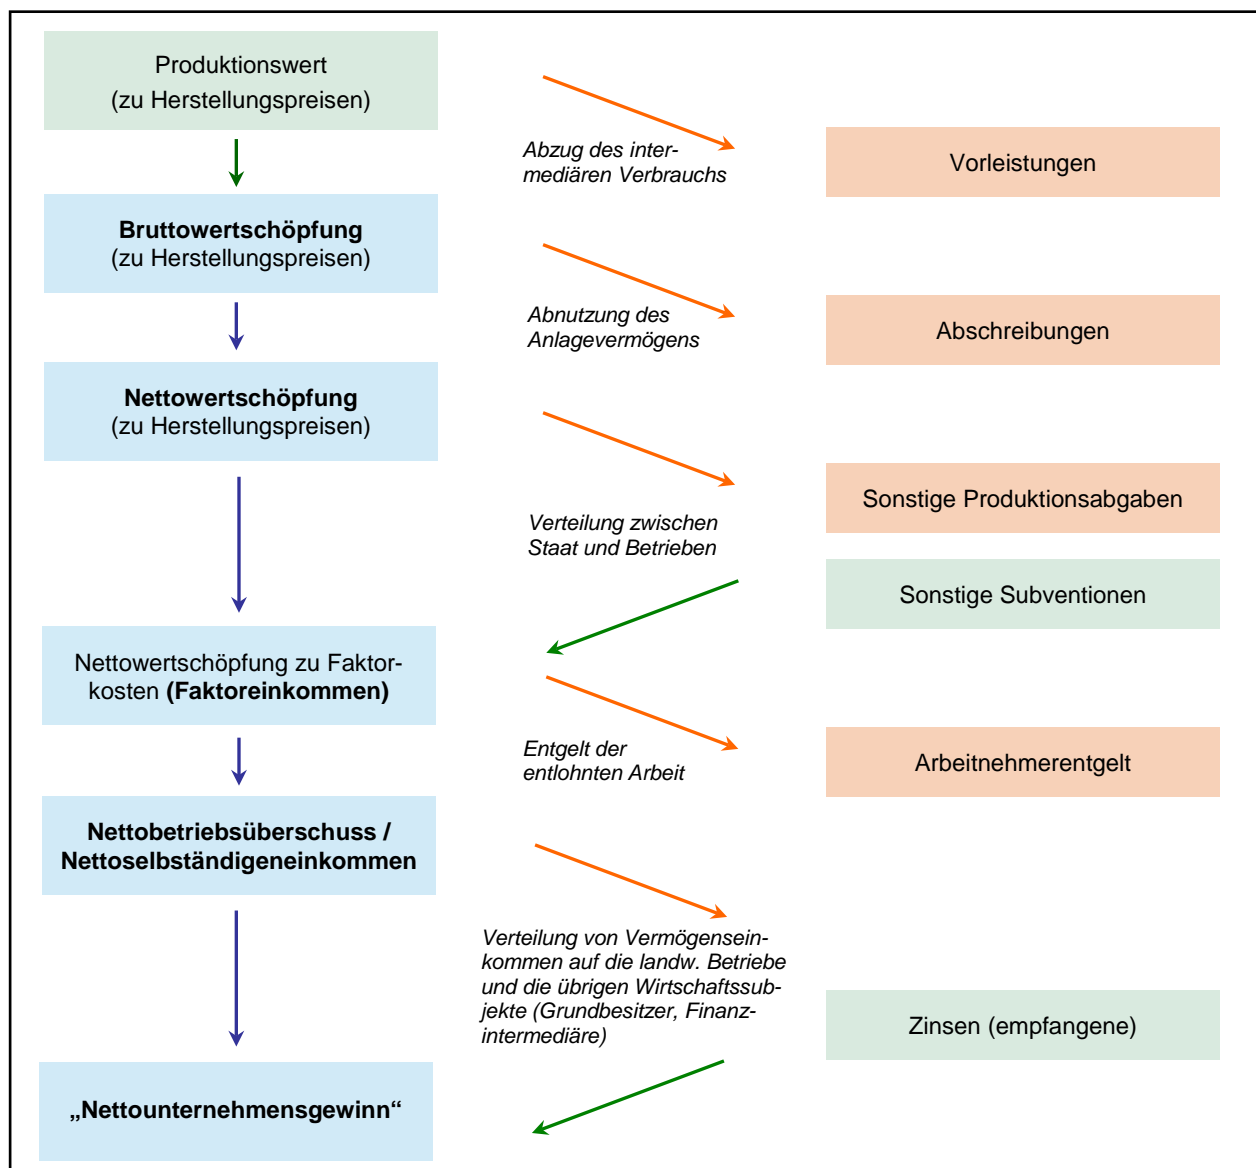 Produktionswert
(zu Herstellungspreisen)
Abzug des inter-
mediären Verbrauchs
Vorleistungen
Bruttowertschöpfung
(zu Herstellungspreisen)
Abnutzung des
Anlagevermögens
Abschreibungen
Nettowertschöpfung
(zu Herstellungspreisen)
Sonstige Produktionsabgaben
Verteilung zwischen
Staat und Betrieben
Sonstige Subventionen
Nettowertschöpfung zu Faktor-
kosten (Faktoreinkommen)
Entgelt der
entlohnten Arbeit
Arbeitnehmerentgelt
Nettobetriebsüberschuss /
Nettoselbständigeneinkommen
Verteilung von Vermögensein-
kommen auf die landw. Betriebe
und die übrigen Wirtschaftssub-
jekte (Grundbesitzer, Finanz-
intermediäre)
Zinsen (empfangene)
„Nettounternehmensgewinn“